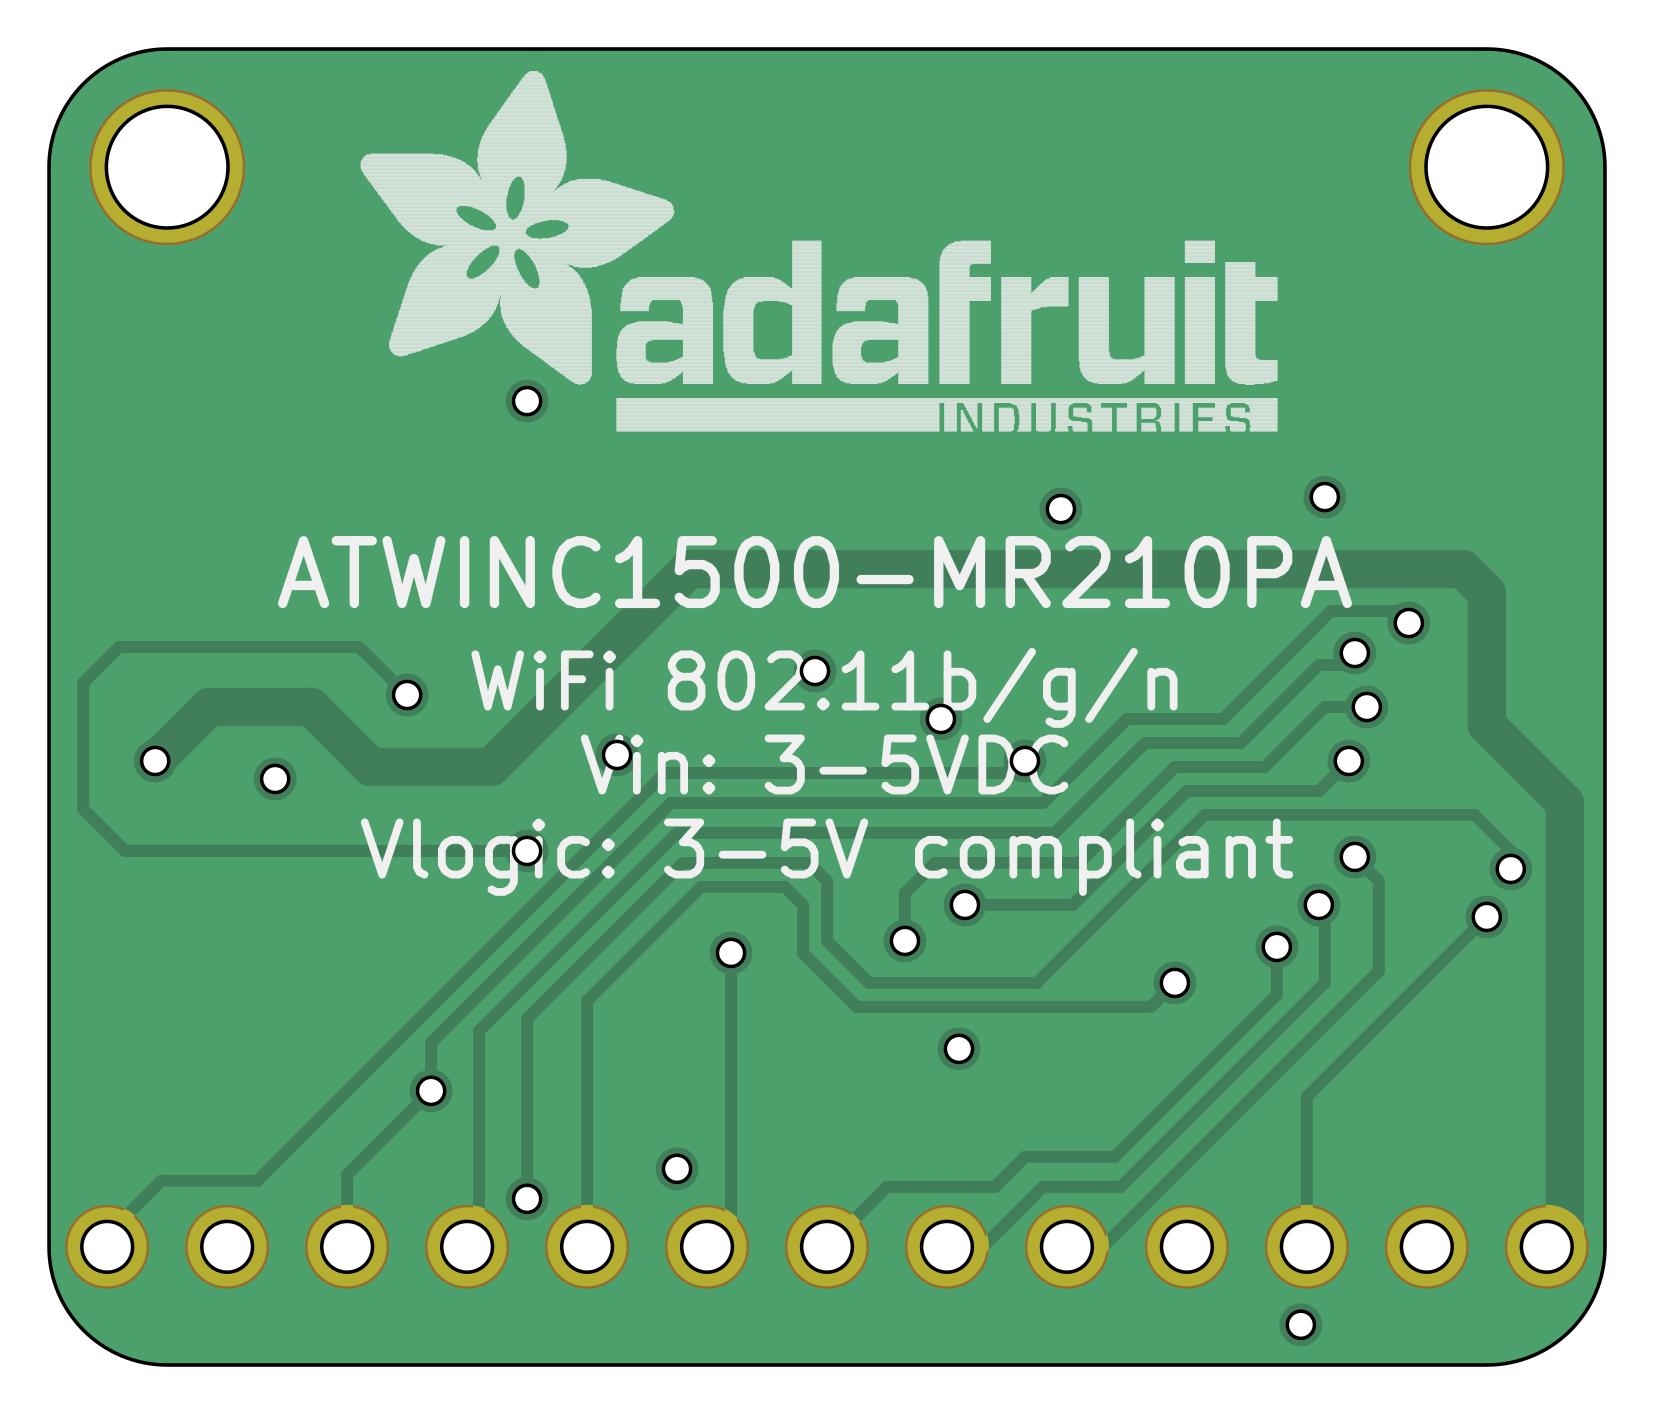 adafruit
INDUSTRIES
ATWINC1500-MR210PA
WiFi 802.11b/g/n
Vin: 3-5VDC
Vlogic: 3-5V compliant